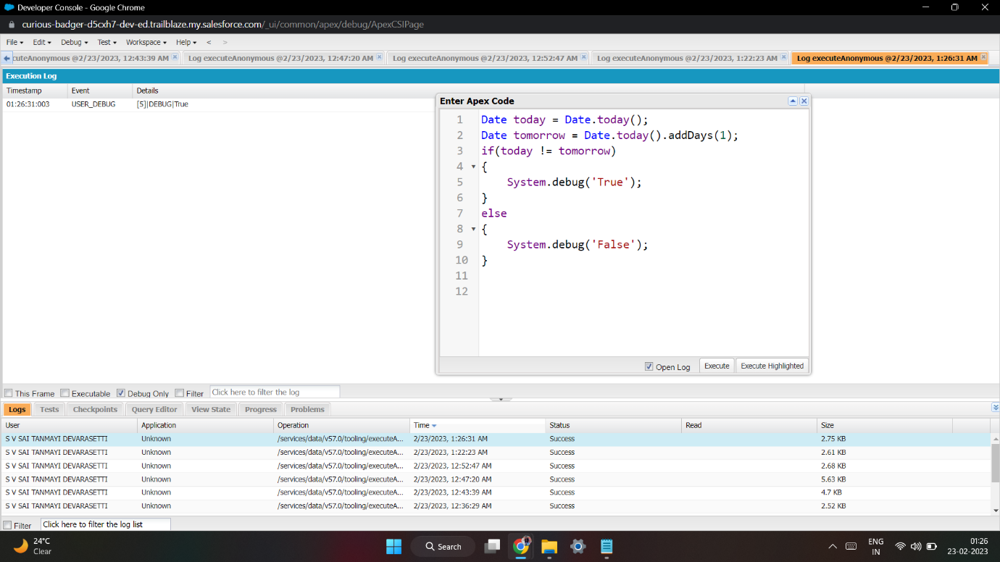 Developer Console - Google Chrome
curious-badger-d5cxh7-dev-ed.trailblaze.my.salesforce.com/_ui/common/apex/debug/ApexCSIPage
File Edit Debug Test Workspace Help < >
cuteAnonymous @2/23/2023, 12:43:39 AM Log executeAnonymous @2/23/2023, 12:47:20 AM Log executeAnonymous @2/23/2023, 12:52:47 AM Log executeAnonymous @2/23/2023, 1:22:23 AM Log executeAnonymous @2/23/2023, 1:26:31 AM
Execution Log
Timestamp Event Details
01:26:31:003 USER_DEBUG [5]|DEBUG|True
Enter Apex Code
1 Date today = Date.today();
2 Date tomorrow = Date.today().addDays(1);
3 if(today != tomorrow)
4 {
5 System.debug('True');
6 }
7 else
8 {
9 System.debug('False');
10 }
11
12
Open Log Execute Execute Highlighted
This Frame Executable Debug Only Filter Click here to filter the log
Logs Tests Checkpoints Query Editor View State Progress Problems
User Application Operation Time Status Read Size
S V SAI TANMAYI DEVARASETTI Unknown /services/data/v57.0/tooling/executeA... 2/23/2023, 1:26:31 AM Success 2.75 KB
S V SAI TANMAYI DEVARASETTI Unknown /services/data/v57.0/tooling/executeA... 2/23/2023, 1:22:23 AM Success 2.61 KB
S V SAI TANMAYI DEVARASETTI Unknown /services/data/v57.0/tooling/executeA... 2/23/2023, 12:52:47 AM Success 2.68 KB
S V SAI TANMAYI DEVARASETTI Unknown /services/data/v57.0/tooling/executeA... 2/23/2023, 12:47:20 AM Success 5.63 KB
S V SAI TANMAYI DEVARASETTI Unknown /services/data/v57.0/tooling/executeA... 2/23/2023, 12:43:39 AM Success 4.7 KB
S V SAI TANMAYI DEVARASETTI Unknown /services/data/v57.0/tooling/executeA... 2/23/2023, 12:36:29 AM Success 2.52 KB
Filter Click here to filter the log list
24°C
Clear
Search
ENG
IN
01:26
23-02-2023